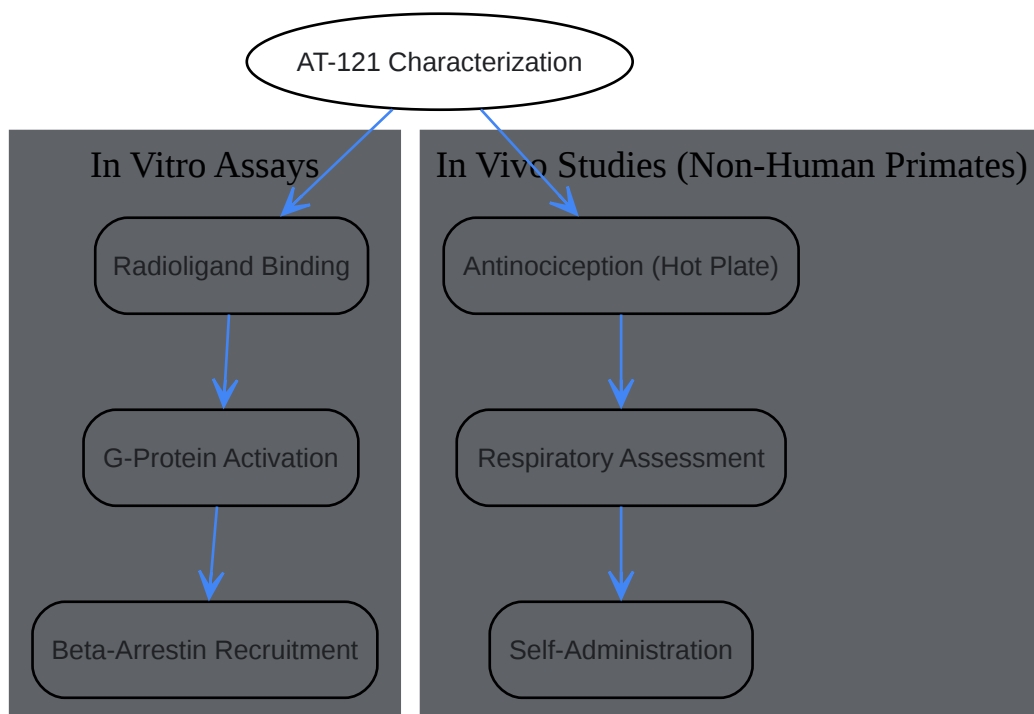 AT-121 Characterization
In Vitro Assays
Radioligand Binding
G-Protein Activation
Beta-Arrestin Recruitment
In Vivo Studies (Non-Human Primates)
Antinociception (Hot Plate)
Respiratory Assessment
Self-Administration